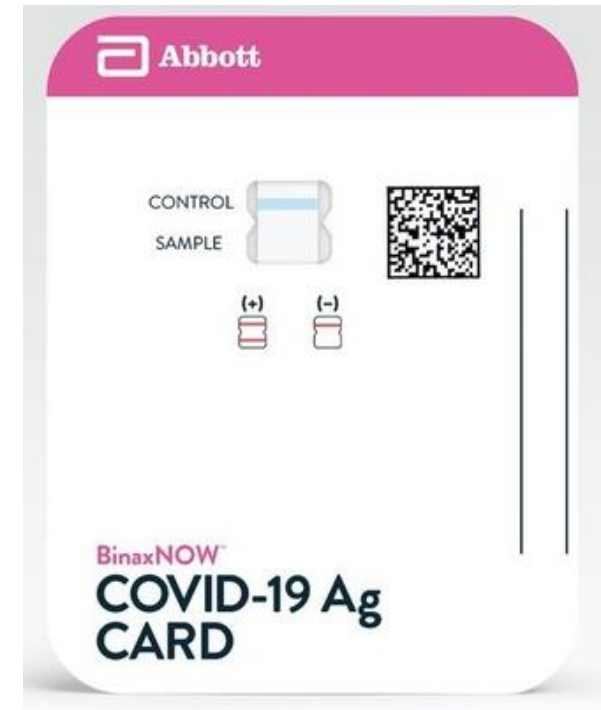 Abbott
CONTROL
SAMPLE
(+) (-)
BinaxNOW™
COVID-19 Ag
CARD